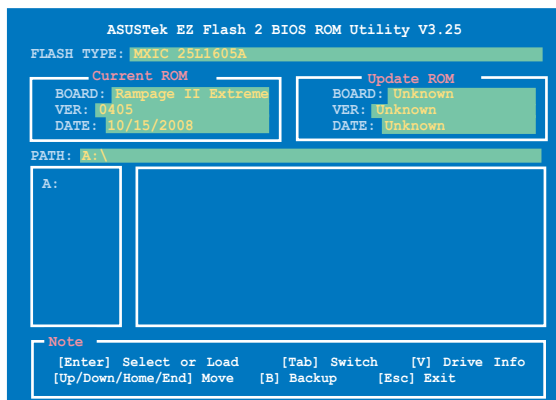 ASUSTek EZ Flash 2 BIOS ROM Utility V3.25
FLASH TYPE: MXIC 25L1605A
Current ROM
BOARD: Rampage II Extreme
VER: 0405
DATE: 10/15/2008
Update ROM
BOARD: Unknown
VER: Unknown
DATE: Unknown
PATH: A:\
A:
Note
[Enter] Select or Load [Tab] Switch [V] Drive Info
[Up/Down/Home/End] Move [B] Backup [Esc] Exit